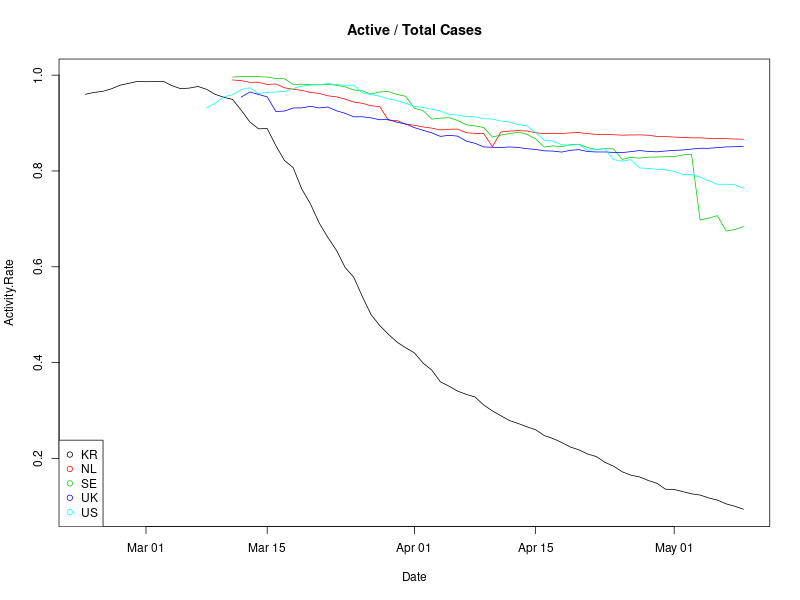 Active / Total Cases
Activity.Rate
1.0
0.8
0.6
0.4
0.2
KR
NL
SE
UK
US
Mar 01
Mar 15
Apr 01
Apr 15
May 01
Date